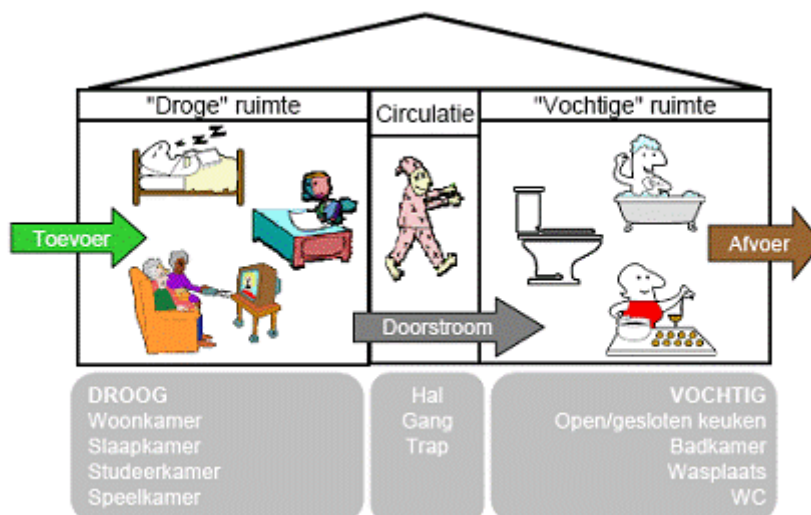 "Droge" ruimte
Circulatie
"Vochtige" ruimte
z z Z Z
Toevoer
Afvoer
Doorstroom
DROOG
Woonkamer
Slaapkamer
Studeerkamer
Speelkamer
Hal
Gang
Trap
VOCHTIG
Open/gesloten keuken
Badkamer
Wasplaats
WC